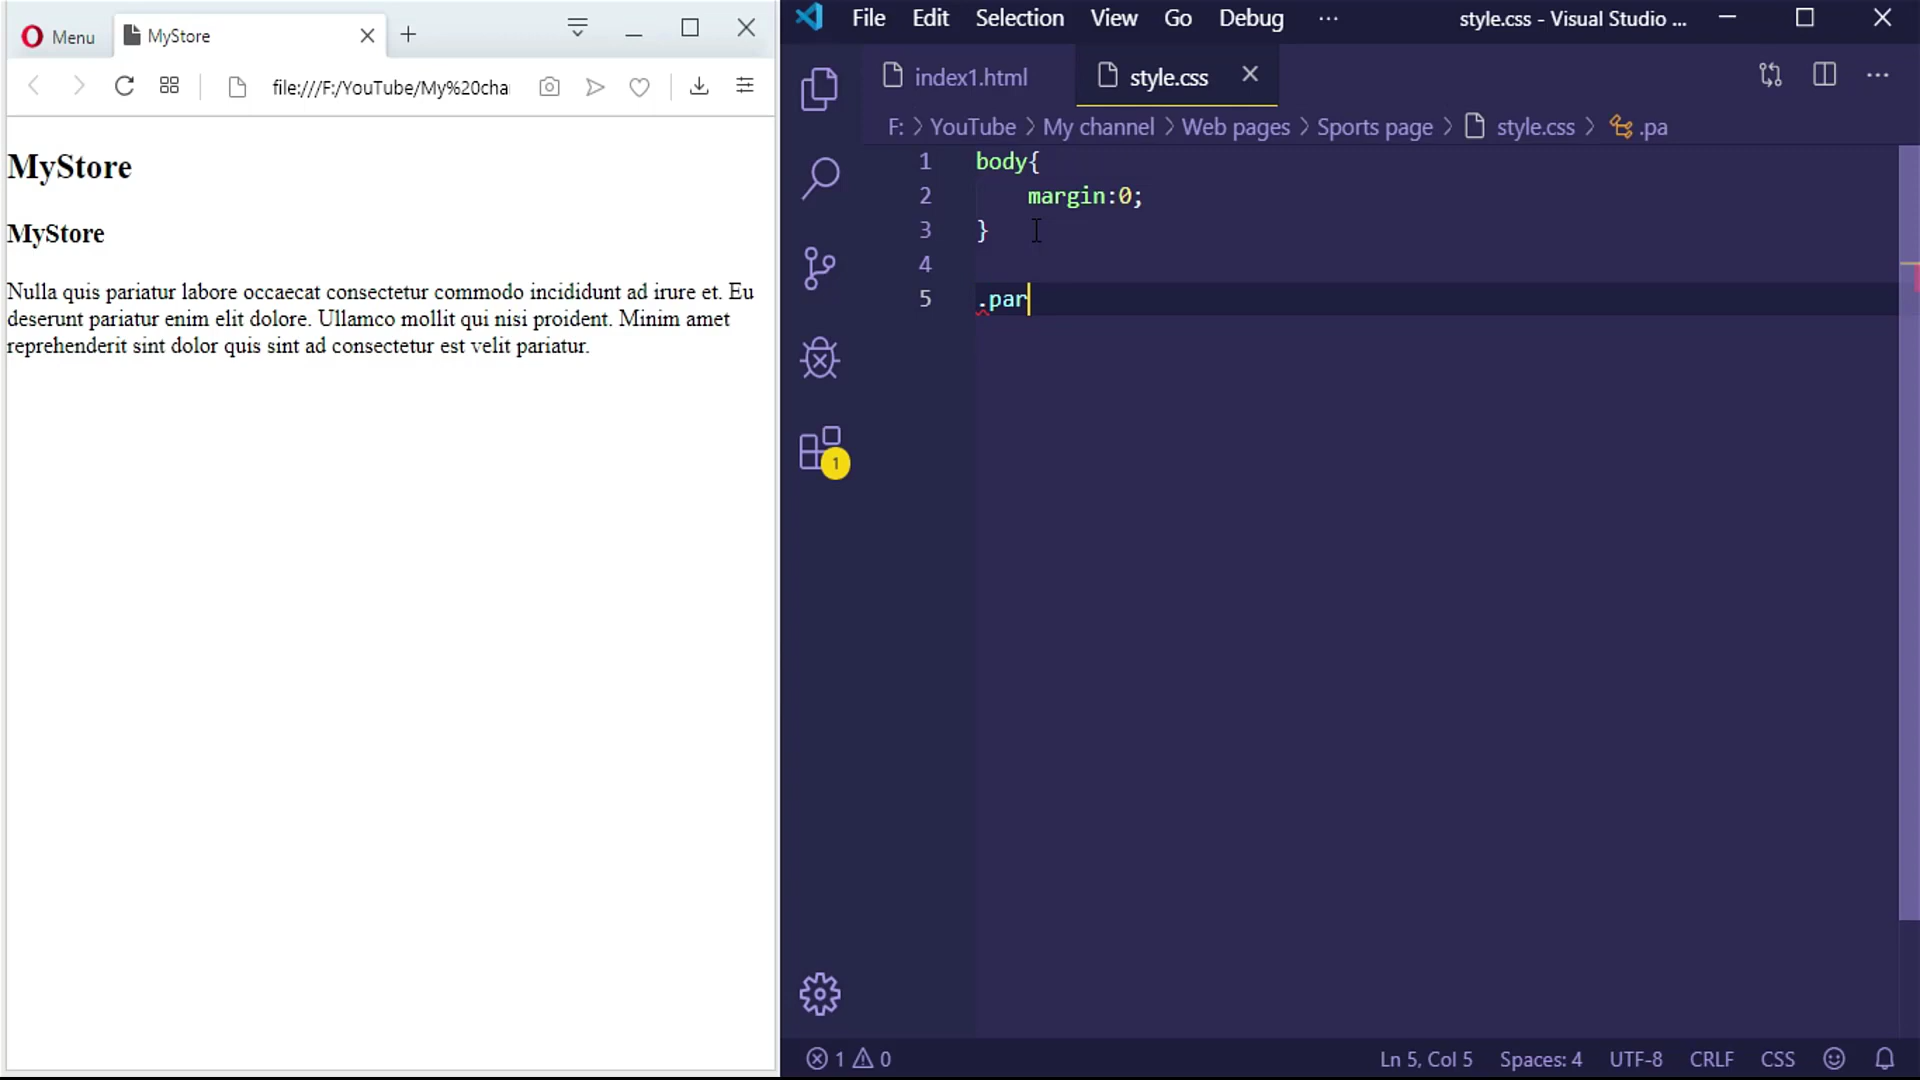 Menu
MyStore
file:///F:/YouTube/My%20cha
MyStore
MyStore
Nulla quis pariatur labore occaecat consectetur commodo incididunt ad irure et. Eu
deserunt pariatur enim elit dolore. Ullamco mollit qui nisi proident. Minim amet
reprehenderit sint dolor quis sint ad consectetur est velit pariatur.
File Edit Selection View Go Debug ··· style.css - Visual Studio ...
index1.html style.css
F: > YouTube > My channel > Web pages > Sports page > style.css > .pa
1 body{
2     margin:0;
3 }
4
5 .par
1
1 0 Ln 5, Col 5 Spaces: 4 UTF-8 CRLF CSS